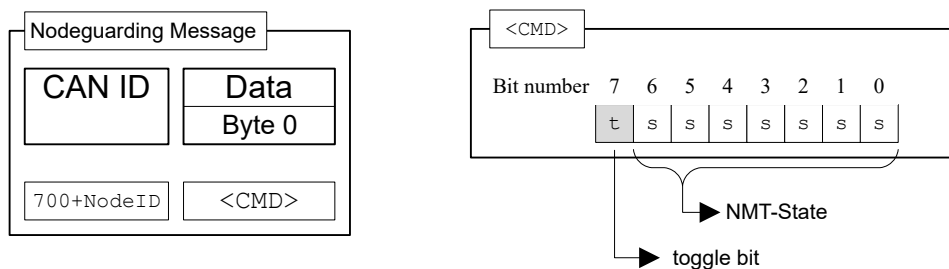 Nodeguarding Message
CAN ID
Data
Byte 0
700+NodeID
<CMD>
<CMD>
Bit number 7 6 5 4 3 2 1 0
t s s s s s s s
NMT-State
toggle bit